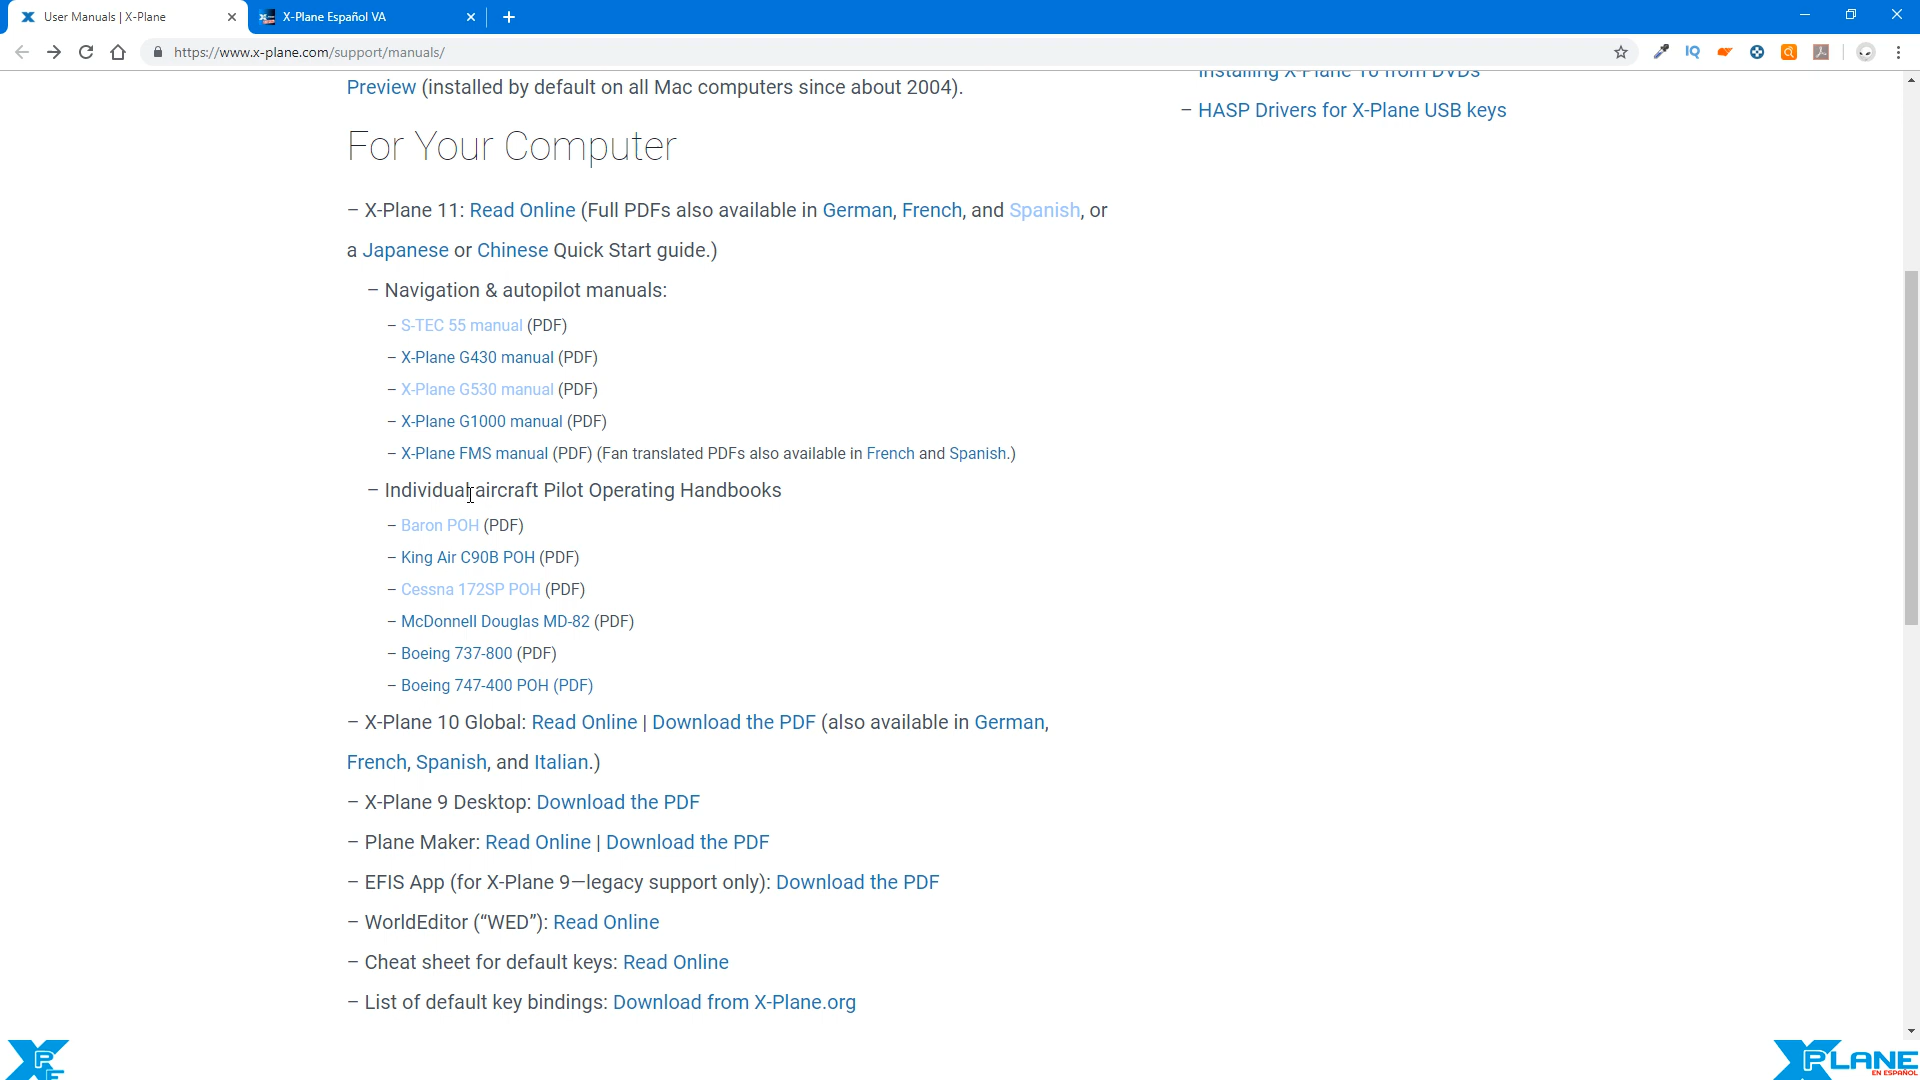 User Manuals | X-Plane
X-Plane Español VA
https://www.x-plane.com/support/manuals/
Preview (installed by default on all Mac computers since about 2004).
Installing X-Plane 10 from DVDs
– HASP Drivers for X-Plane USB keys
For Your Computer
– X-Plane 11: Read Online (Full PDFs also available in German, French, and Spanish, or
a Japanese or Chinese Quick Start guide.)
– Navigation & autopilot manuals:
– S-TEC 55 manual (PDF)
– X-Plane G430 manual (PDF)
– X-Plane G530 manual (PDF)
– X-Plane G1000 manual (PDF)
– X-Plane FMS manual (PDF) (Fan translated PDFs also available in French and Spanish.)
– Individual aircraft Pilot Operating Handbooks
– Baron POH (PDF)
– King Air C90B POH (PDF)
– Cessna 172SP POH (PDF)
– McDonnell Douglas MD-82 (PDF)
– Boeing 737-800 (PDF)
– Boeing 747-400 POH (PDF)
– X-Plane 10 Global: Read Online | Download the PDF (also available in German,
French, Spanish, and Italian.)
– X-Plane 9 Desktop: Download the PDF
– Plane Maker: Read Online | Download the PDF
– EFIS App (for X-Plane 9—legacy support only): Download the PDF
– WorldEditor (“WED”): Read Online
– Cheat sheet for default keys: Read Online
– List of default key bindings: Download from X-Plane.org
XPE
XPLANE
EN ESPAÑOL